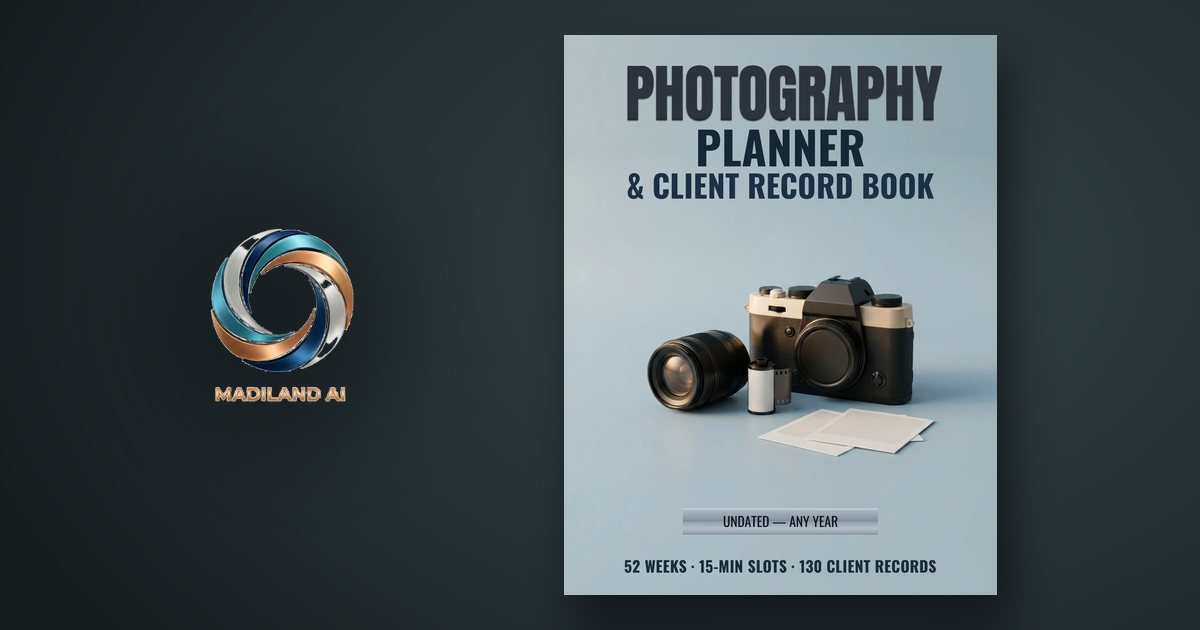 MADILAND AI
PHOTOGRAPHY
PLANNER
& CLIENT RECORD BOOK
UNDATED — ANY YEAR
52 WEEKS · 15-MIN SLOTS · 130 CLIENT RECORDS